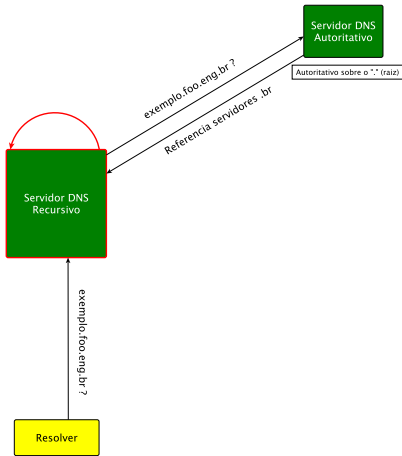 Servidor DNS
Autoritativo
Autoritativo sobre o "." (raiz)
exemplo.foo.eng.br ?
Referencia servidores .br
Servidor DNS
Recursivo
exemplo.foo.eng.br ?
Resolver